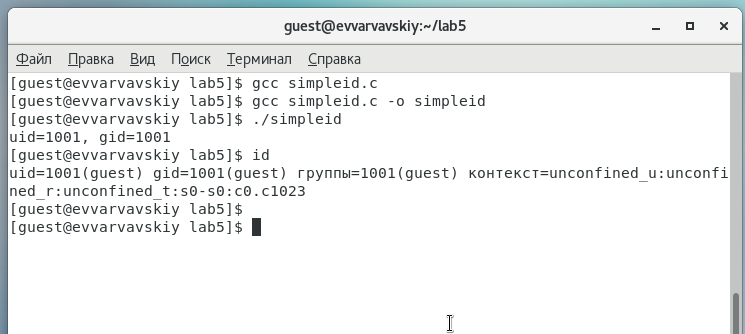 guest@evvarvavskiy:~/lab5
Файл Правка Вид Поиск Терминал Справка
[guest@evvarvavskiy lab5]$ gcc simpleid.c
[guest@evvarvavskiy lab5]$ gcc simpleid.c -o simpleid
[guest@evvarvavskiy lab5]$ ./simpleid
uid=1001, gid=1001
[guest@evvarvavskiy lab5]$ id
uid=1001(guest) gid=1001(guest) группы=1001(guest) контекст=unconfined_u:unconfi
ned_r:unconfined_t:s0-s0:c0.c1023
[guest@evvarvavskiy lab5]$
[guest@evvarvavskiy lab5]$